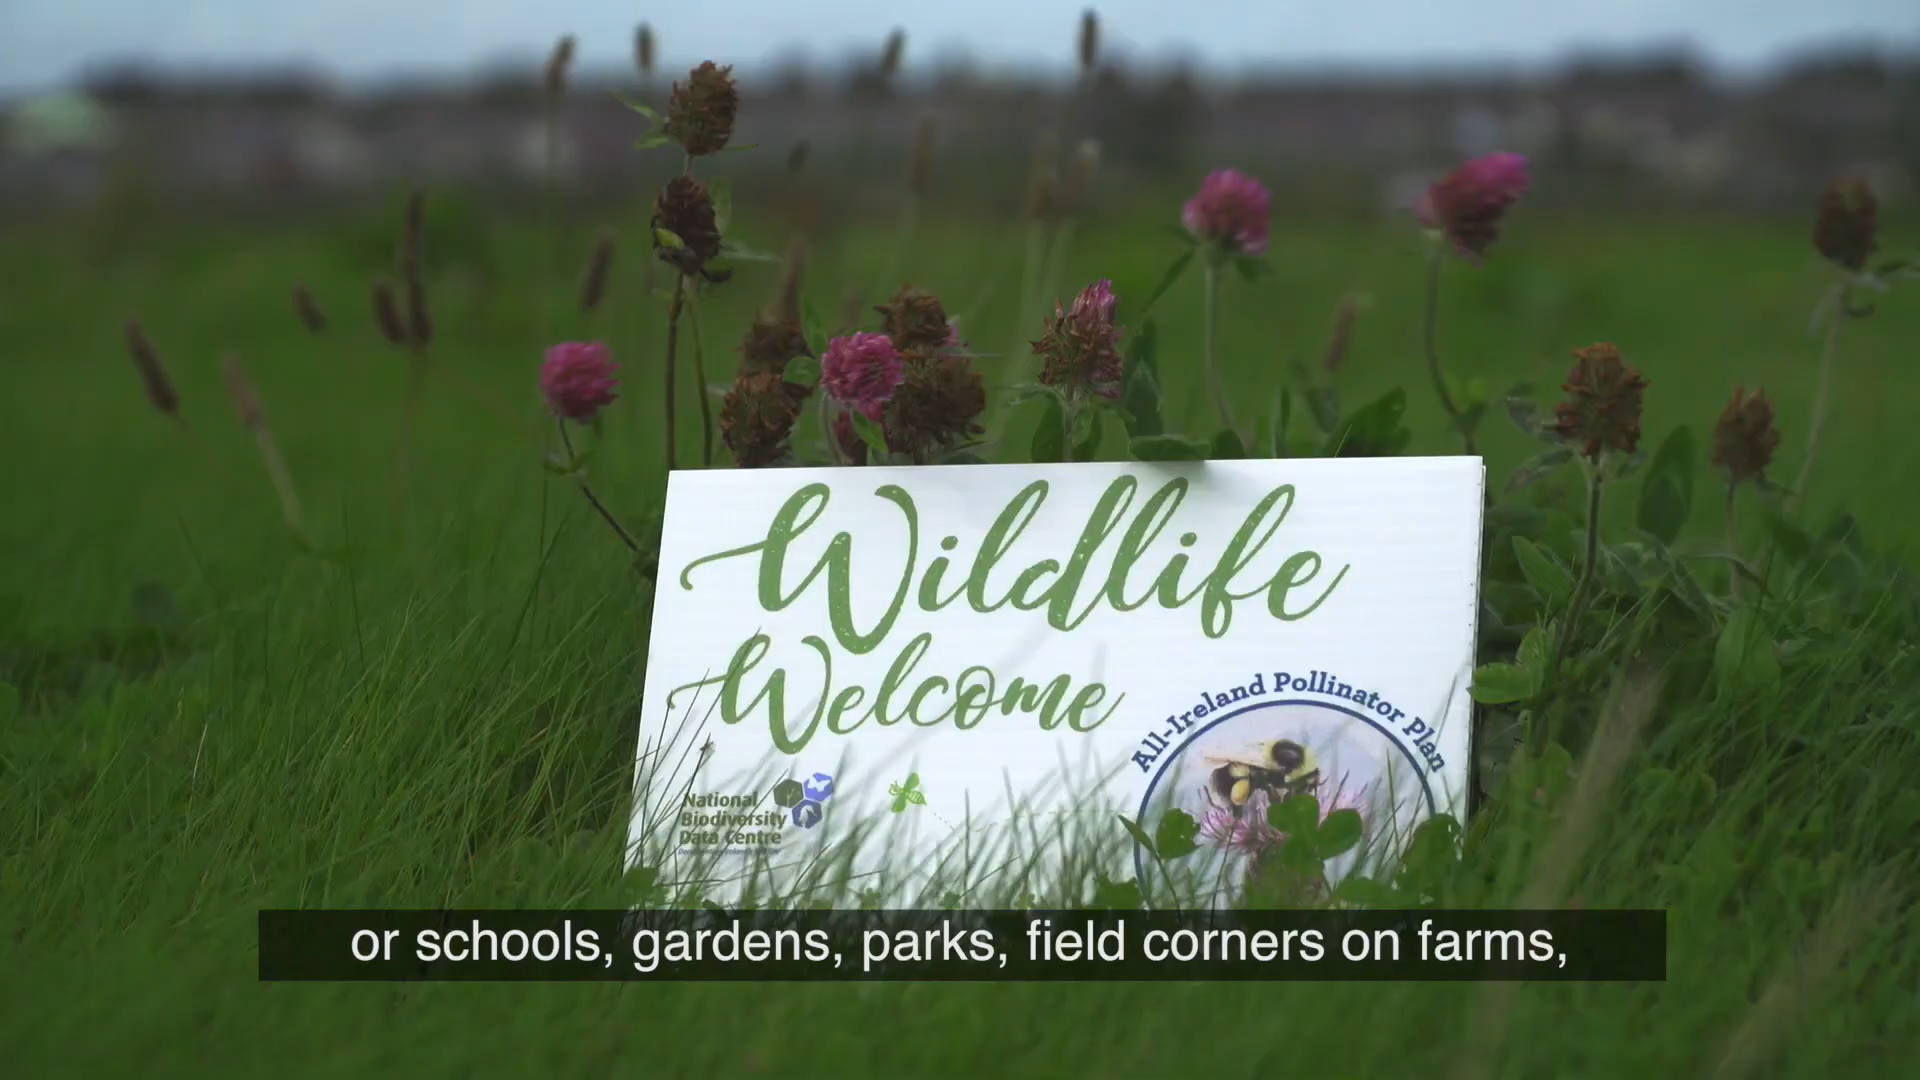 Wildlife
Welcome
All-Ireland Pollinator Plan
National
Biodiversity
Data Centre
or schools, gardens, parks, field corners on farms,